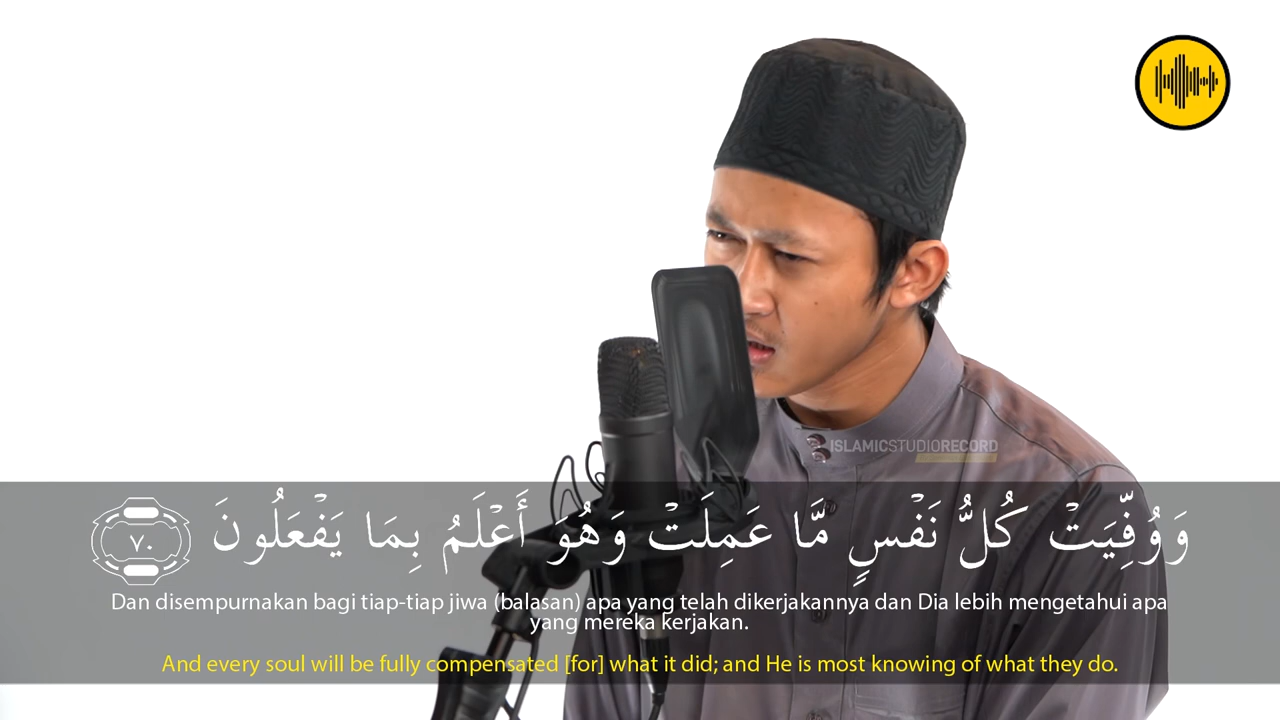 ISLAMICSTUDIORECORD
وَوُفِّيَتْ كُلُّ نَفْسٍ مَّا عَمِلَتْ وَهُوَ أَعْلَمُ بِمَا يَفْعَلُونَ ٧٠
Dan disempurnakan bagi tiap-tiap jiwa (balasan) apa yang telah dikerjakannya dan Dia lebih mengetahui apa
yang mereka kerjakan.
And every soul will be fully compensated [for] what it did; and He is most knowing of what they do.